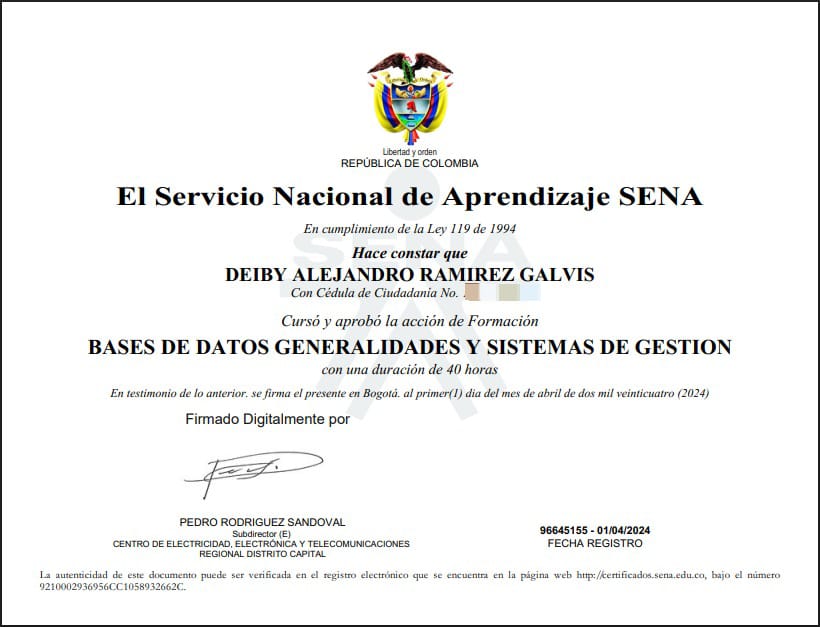 Libertad y orden
REPÚBLICA DE COLOMBIA
SENA
El Servicio Nacional de Aprendizaje SENA
En cumplimiento de la Ley 119 de 1994
Hace constar que
DEIBY ALEJANDRO RAMIREZ GALVIS
Con Cédula de Ciudadanía No.
Cursó y aprobó la acción de Formación
BASES DE DATOS GENERALIDADES Y SISTEMAS DE GESTION
con una duración de 40 horas
En testimonio de lo anterior. se firma el presente en Bogotá. al primer(1) dia del mes de abril de dos mil veinticuatro (2024)
Firmado Digitalmente por
PEDRO RODRIGUEZ SANDOVAL
Subdirector (E)
CENTRO DE ELECTRICIDAD, ELECTRÓNICA Y TELECOMUNICACIONES
REGIONAL DISTRITO CAPITAL
96645155 - 01/04/2024
FECHA REGISTRO
La autenticidad de este documento puede ser verificada en el registro electrónico que se encuentra en la página web http://certificados.sena.edu.co, bajo el número
9210002936956CC1058932662C.